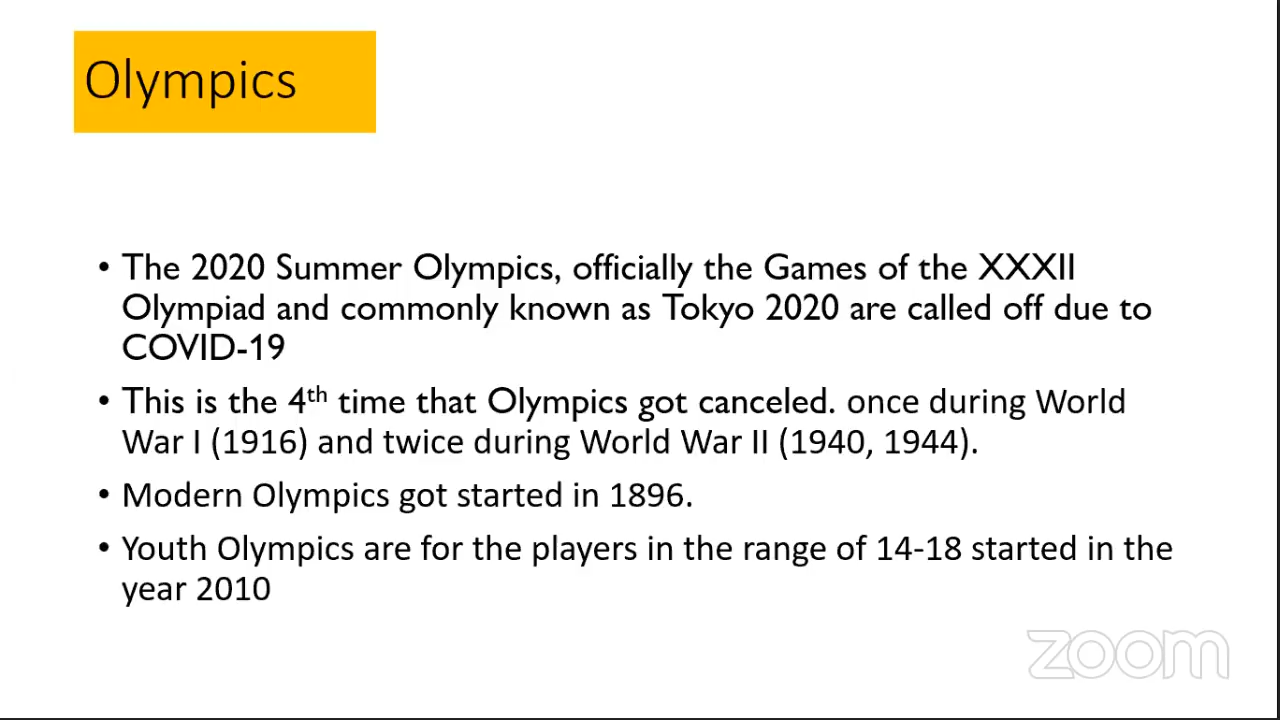 Olympics
• The 2020 Summer Olympics, officially the Games of the XXXII
Olympiad and commonly known as Tokyo 2020 are called off due to
COVID-19
• This is the 4th time that Olympics got canceled. once during World
War I (1916) and twice during World War II (1940, 1944).
• Modern Olympics got started in 1896.
• Youth Olympics are for the players in the range of 14-18 started in the
year 2010
zoom